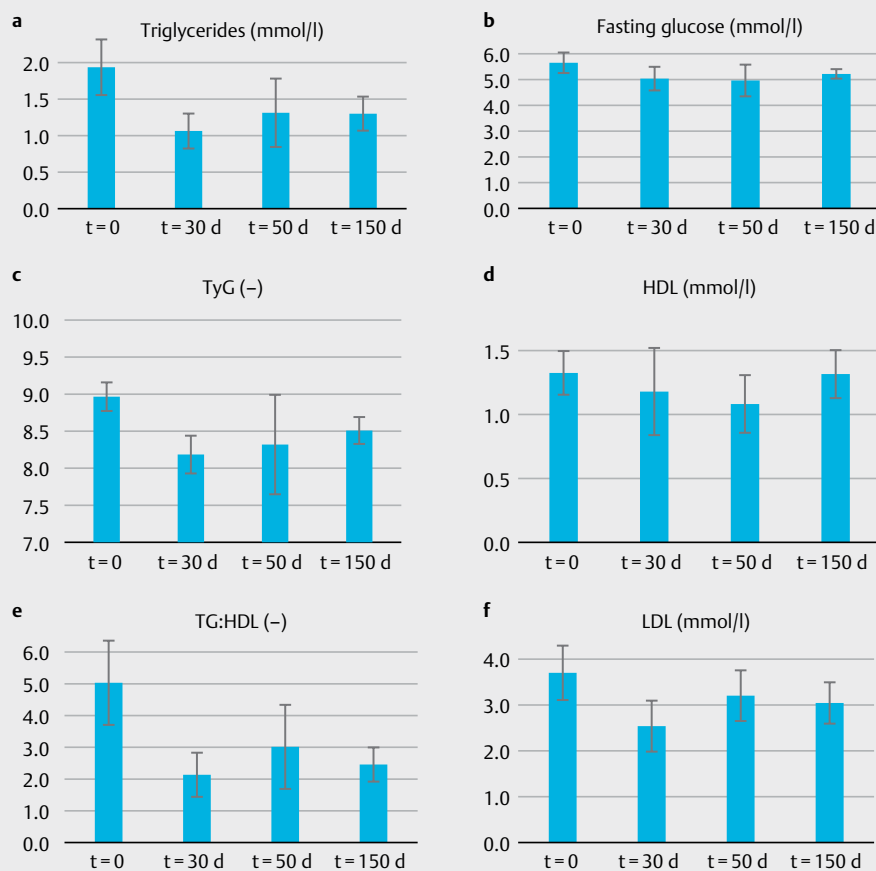 a
Triglycerides (mmol/l)
2.0
1.5
1.0
0.5
0.0
t = 0 t = 30 d t = 50 d t = 150 d
b
Fasting glucose (mmol/l)
6.0
5.0
4.0
3.0
2.0
1.0
0.0
t = 0 t = 30 d t = 50 d t = 150 d
c
TyG (–)
10.0
9.5
9.0
8.5
8.0
7.5
7.0
t = 0 t = 30 d t = 50 d t = 150 d
d
HDL (mmol/l)
1.5
1.0
0.5
0.0
t = 0 t = 30 d t = 50 d t = 150 d
e
TG:HDL (–)
6.0
5.0
4.0
3.0
2.0
1.0
0.0
t = 0 t = 30 d t = 50 d t = 150 d
f
LDL (mmol/l)
4.0
3.0
2.0
1.0
0.0
t = 0 t = 30 d t = 50 d t = 150 d